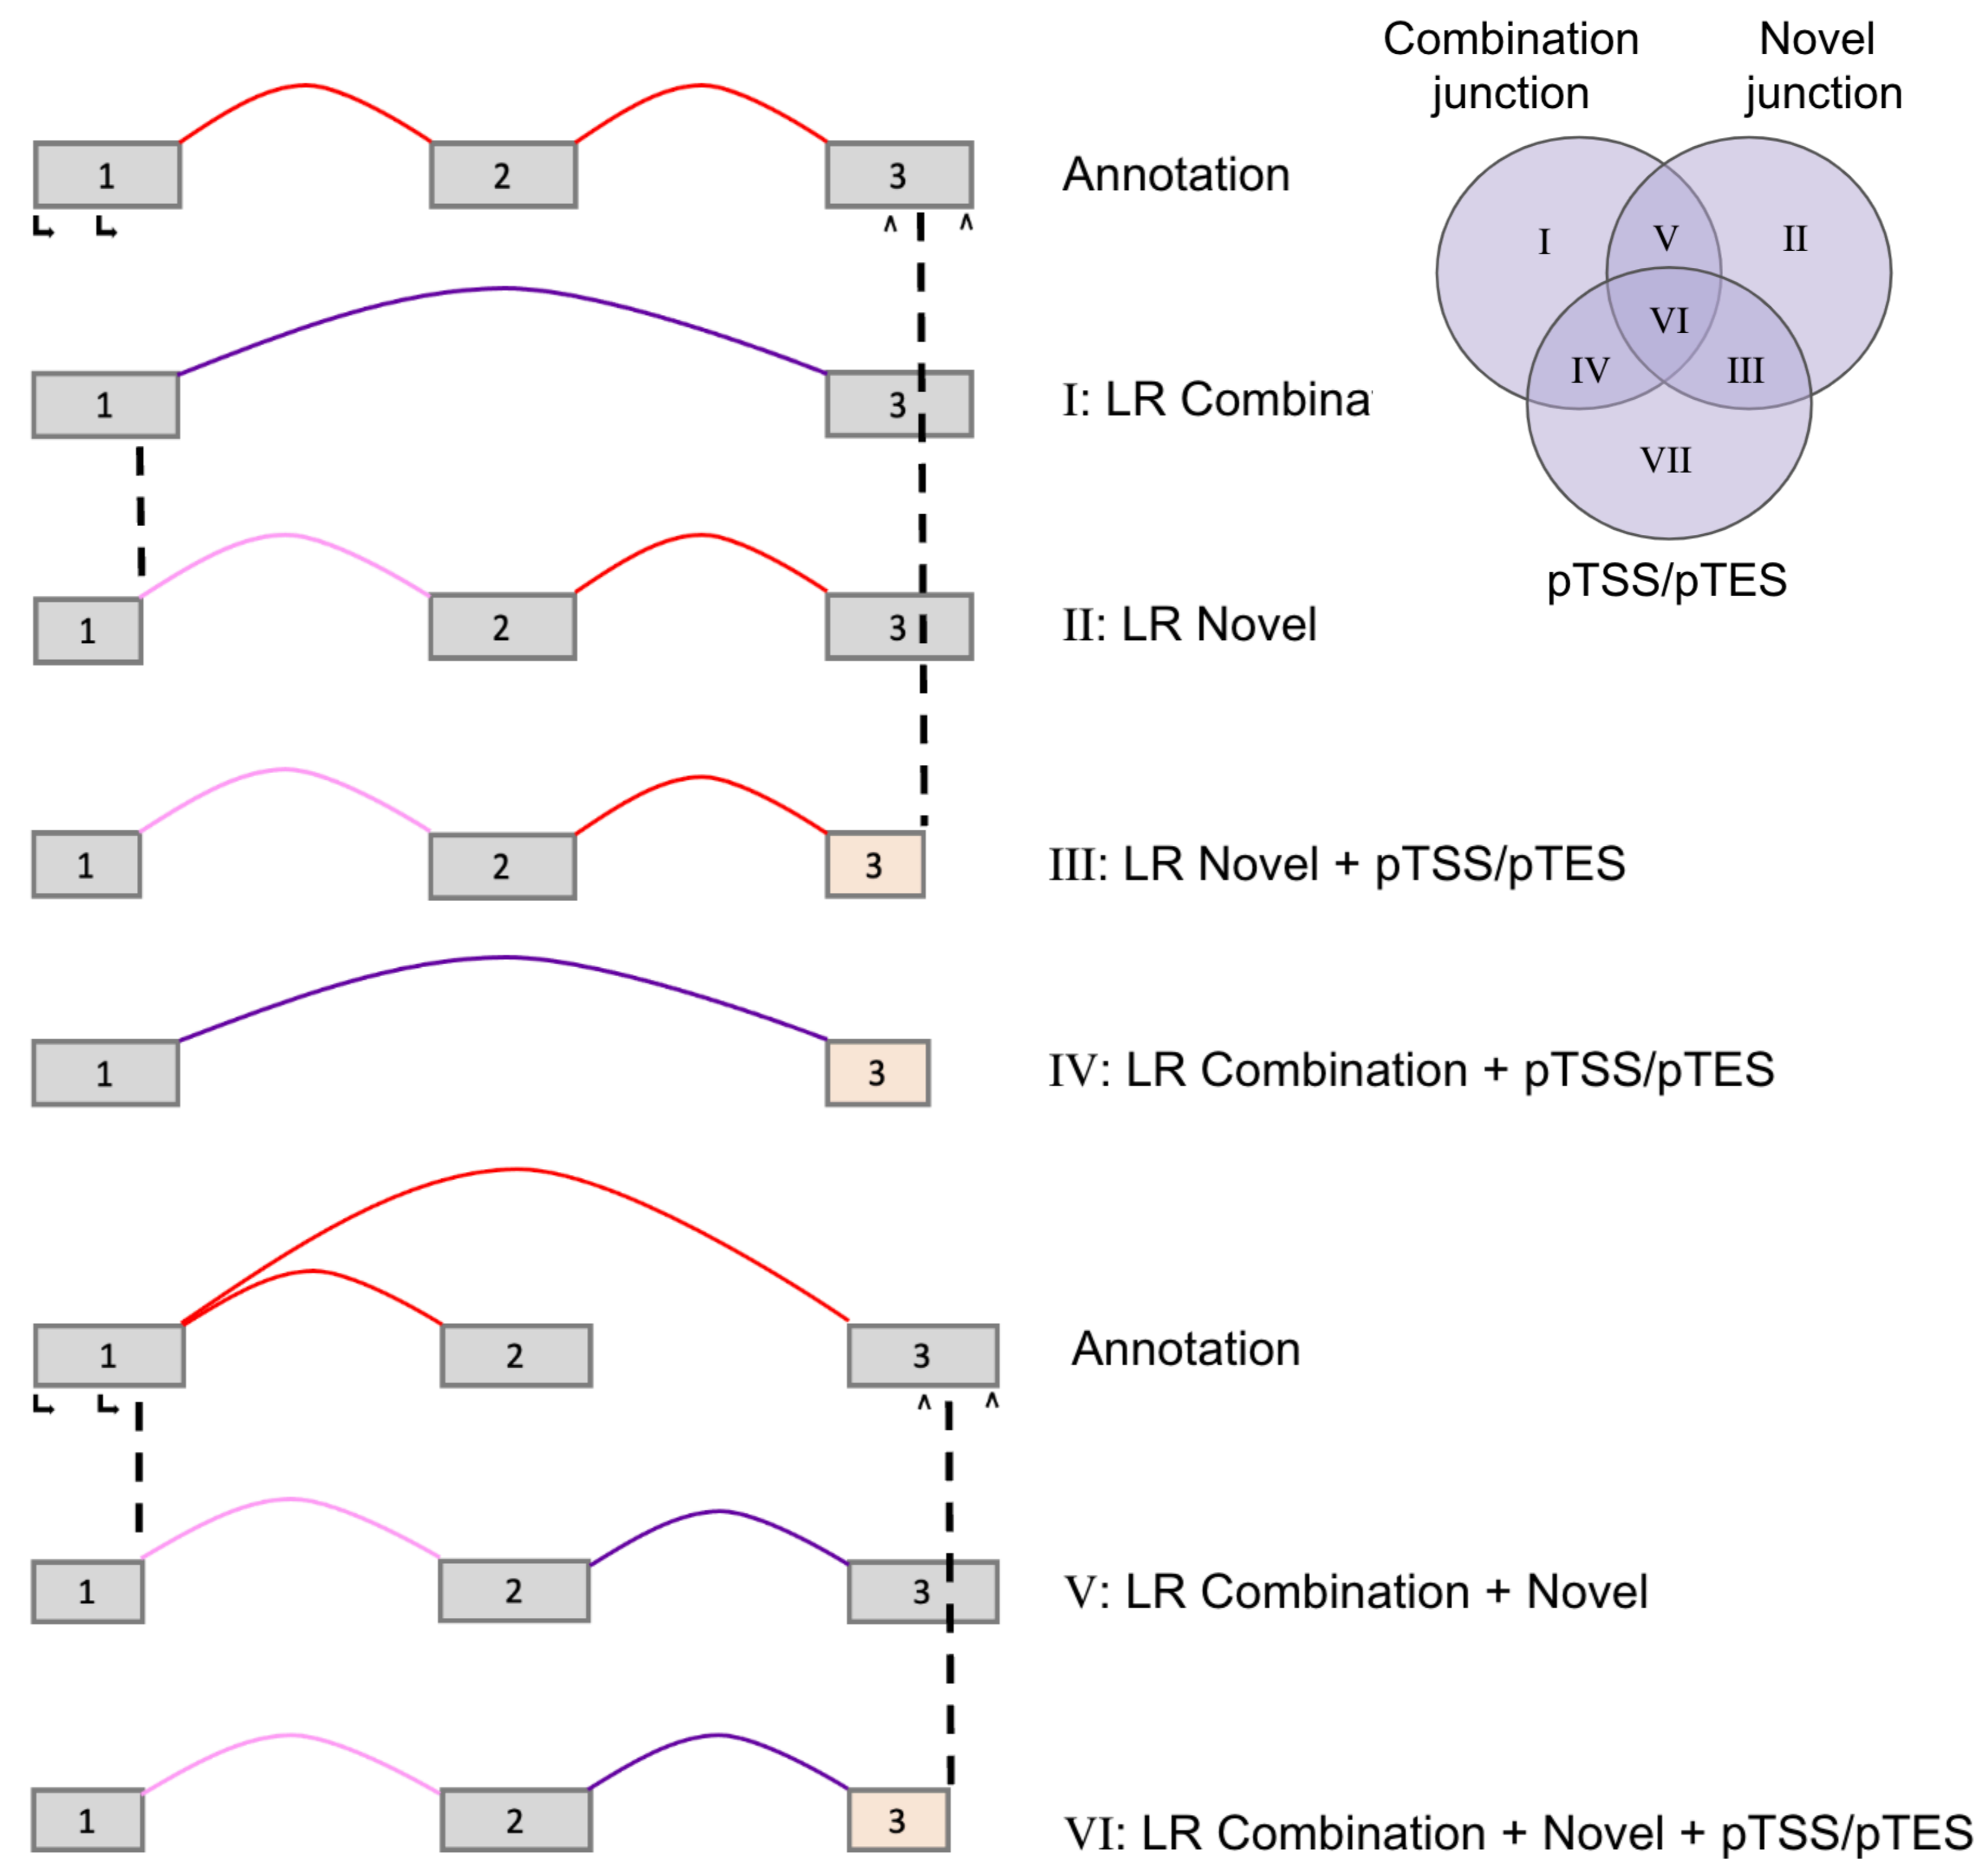 Combination
junction
Novel
junction
1 2 3 Annotation
I V II
VI
IV III
VII
pTSS/pTES
1 3 I: LR Combina
1 2 3 II: LR Novel
1 2 3 III: LR Novel + pTSS/pTES
1 3 IV: LR Combination + pTSS/pTES
1 2 3 Annotation
1 2 3 V: LR Combination + Novel
1 2 3 VI: LR Combination + Novel + pTSS/pTES